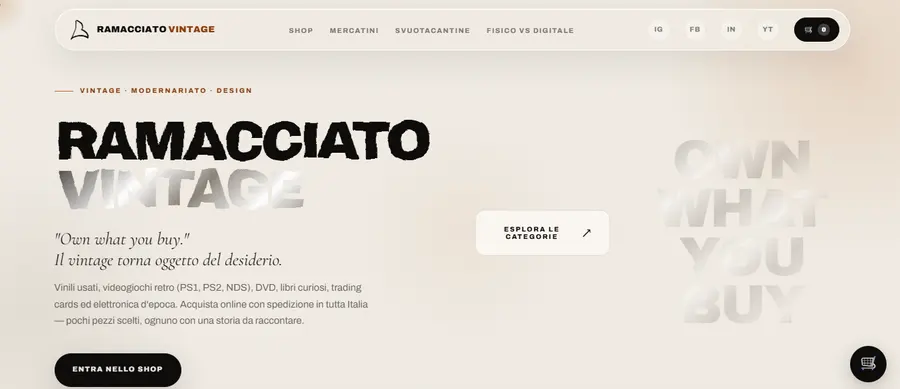 RAMACCIATO VINTAGE
SHOP MERCATINI SVUOTACANTINE FISICO VS DIGITALE
IG FB IN YT
0
VINTAGE · MODERNARIATO · DESIGN
RAMACCIATO
VINTAGE
"Own what you buy."
Il vintage torna oggetto del desiderio.
Vinili usati, videogiochi retro (PS1, PS2, NDS), DVD, libri curiosi, trading
cards ed elettronica d'epoca. Acquista online con spedizione in tutta Italia
— pochi pezzi scelti, ognuno con una storia da raccontare.
ENTRA NELLO SHOP
ESPLORA LE
CATEGORIE ↗
OWN
WHAT
YOU
BUY